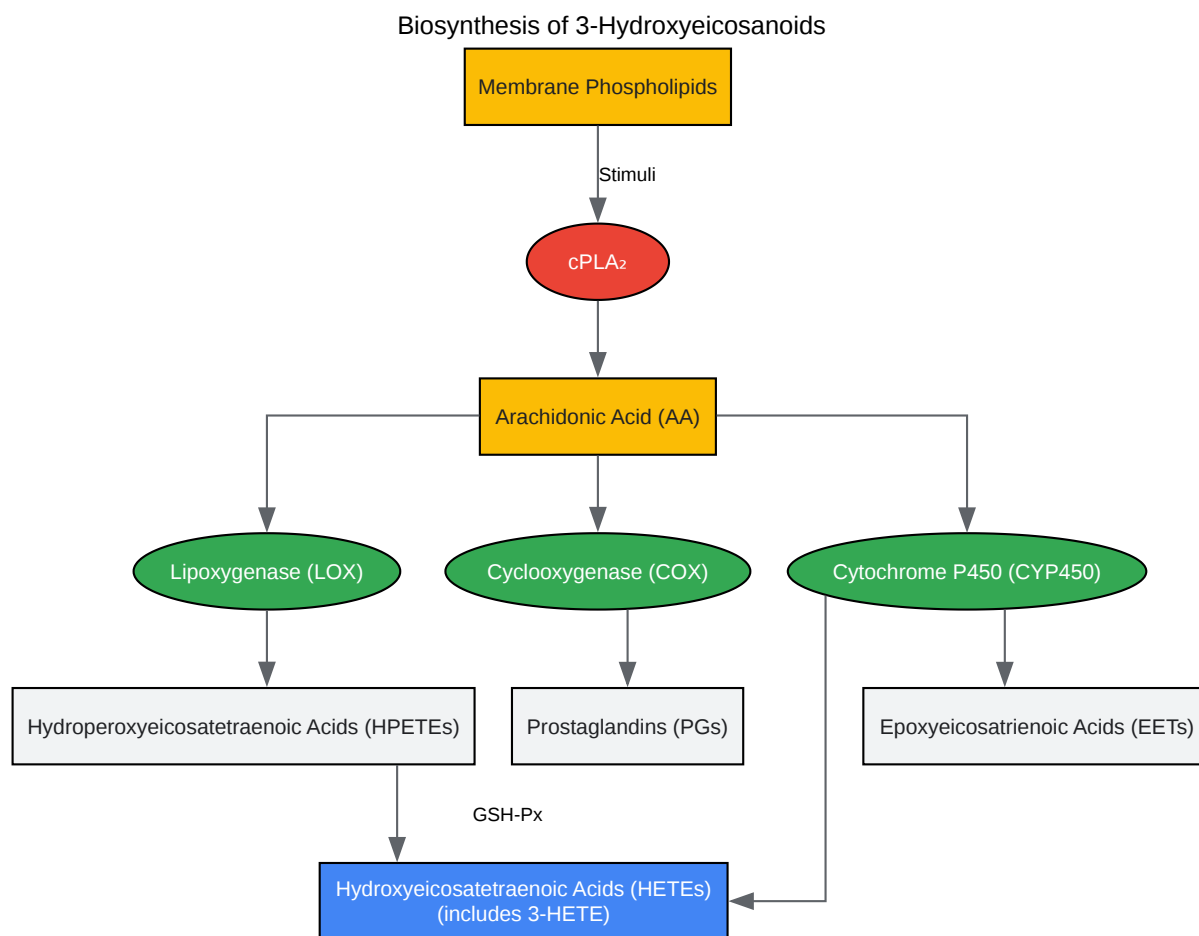 Biosynthesis of 3-Hydroxyeicosanoids
Membrane Phospholipids
Stimuli
cPLA₂
Arachidonic Acid (AA)
Lipoxygenase (LOX)
Cyclooxygenase (COX)
Cytochrome P450 (CYP450)
Hydroperoxyeicosatetraenoic Acids (HPETEs)
Prostaglandins (PGs)
Epoxyeicosatrienoic Acids (EETs)
GSH-Px
Hydroxyeicosatetraenoic Acids (HETEs)
(includes 3-HETE)